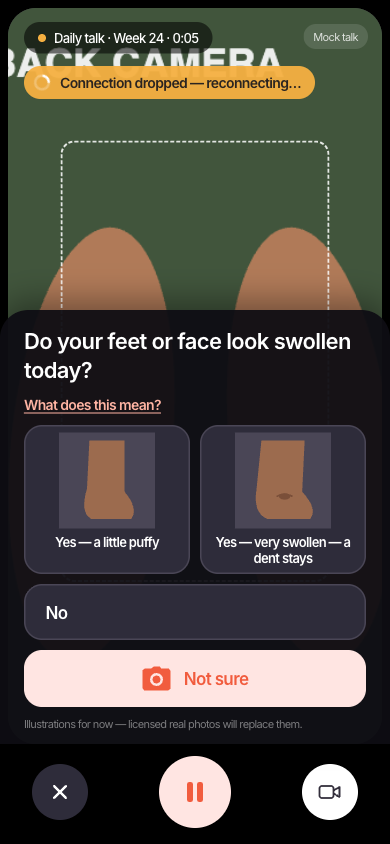 Daily talk · Week 24 · 0:05
Mock talk
BACK CAMERA
Connection dropped — reconnecting…
Do your feet or face look swollen
today?
What does this mean?
Yes — a little puffy
Yes — very swollen — a
dent stays
No
Not sure
Illustrations for now — licensed real photos will replace them.